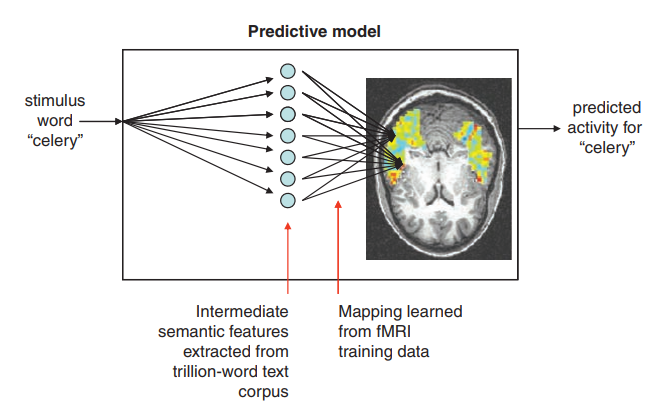 Predictive model
stimulus
word
“celery”
predicted
activity for
“celery”
Intermediate
semantic features
extracted from
trillion-word text
corpus
Mapping learned
from fMRI
training data